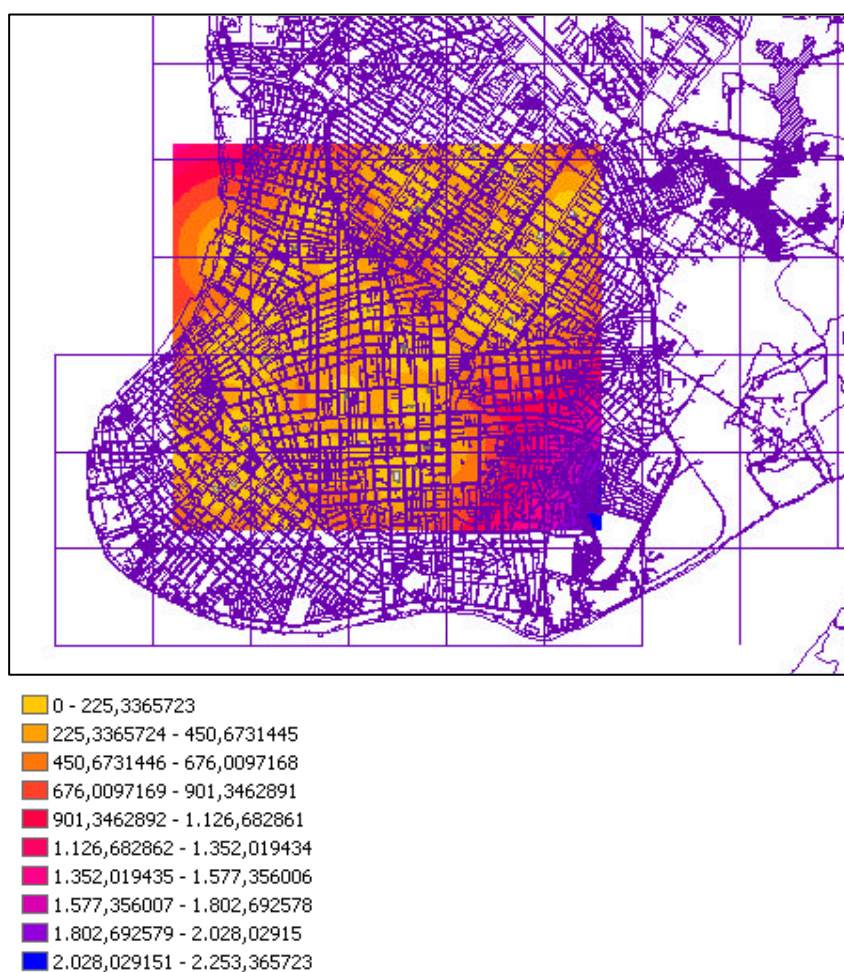 0 - 225,3365723
225,3365724 - 450,6731445
450,6731446 - 676,0097168
676,0097169 - 901,3462891
901,3462892 - 1.126,682861
1.126,682862 - 1.352,019434
1.352,019435 - 1.577,356006
1.577,356007 - 1.802,692578
1.802,692579 - 2.028,02915
2.028,029151 - 2.253,365723